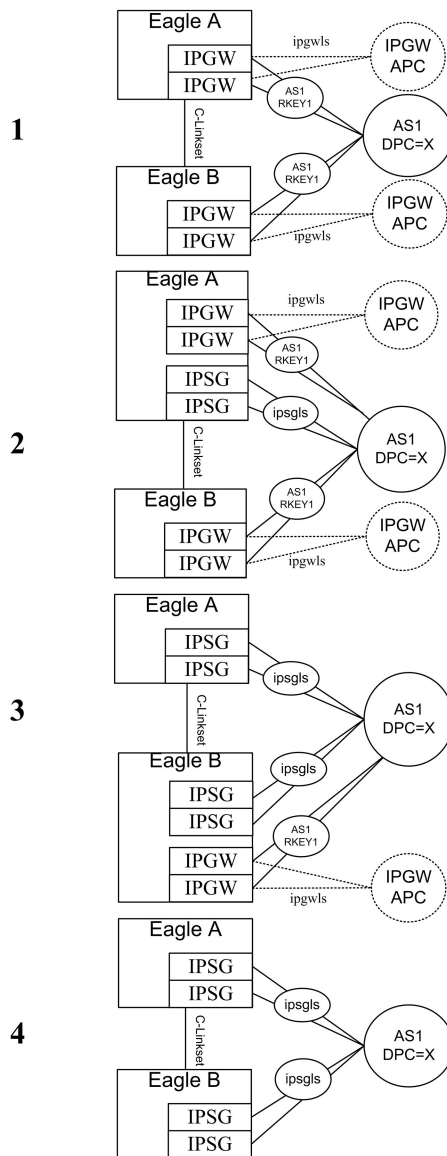 Eagle A
IPGW
IPGW
ipgwls
IPGW
APC
AS1
RKEY1
1
C-Linkset
AS1
DPC=X
Eagle B
AS1
RKEY1
IPGW
IPGW
ipgwls
IPGW
APC
Eagle A
IPGW
IPGW
ipgwls
IPGW
APC
AS1
RKEY1
IPSG
IPSG
ipsgls
2
C-Linkset
AS1
DPC=X
Eagle B
AS1
RKEY1
IPGW
IPGW
ipgwls
IPGW
APC
Eagle A
IPSG
IPSG
ipsgls
3
C-Linkset
AS1
DPC=X
Eagle B
ipsgls
IPSG
IPSG
AS1
RKEY1
IPGW
IPGW
ipgwls
IPGW
APC
Eagle A
IPSG
IPSG
ipsgls
4
C-Linkset
AS1
DPC=X
Eagle B
ipsgls
IPSG
IPSG